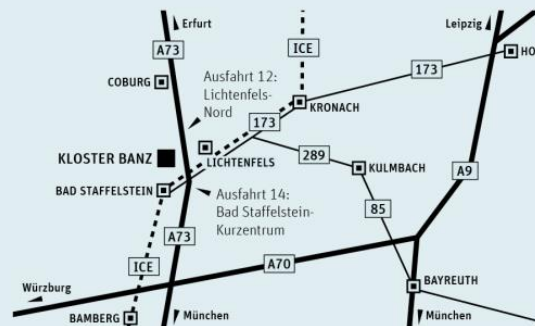 Erfurt
Leipzig
A73
ICE
HO
COBURG
173
Ausfahrt 12:
Lichtenfels-
Nord
KRONACH
173
LICHTENFELS
289
KLOSTER BANZ
KULMBACH
A9
BAD STAFFELSTEIN
Ausfahrt 14:
Bad Staffelstein-
Kurzentrum
85
A73
ICE
A70
Würzburg
BAYREUTH
BAMBERG
München
München